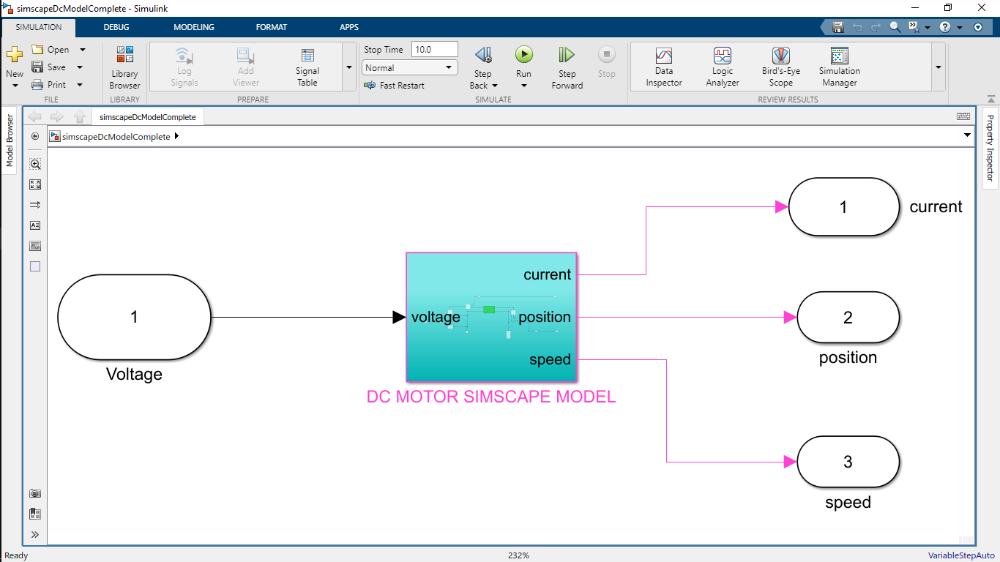 simscapeDcModelComplete - Simulink
SIMULATION DEBUG MODELING FORMAT APPS
New
Open
Save
Print
FILE
Library
Browser
LIBRARY
Log
Signals
Add
Viewer
Signal
Table
PREPARE
Stop Time 10.0
Normal
Fast Restart
Step
Back
Run
Step
Forward
Stop
SIMULATE
Data
Inspector
Logic
Analyzer
Bird's-Eye
Scope
Simulation
Manager
REVIEW RESULTS
Model Browser
simscapeDcModelComplete
simscapeDcModelComplete
Property Inspector
1
Voltage
voltage
current
position
speed
DC MOTOR SIMSCAPE MODEL
1
current
2
position
3
speed
Ready 232% VariableStepAuto